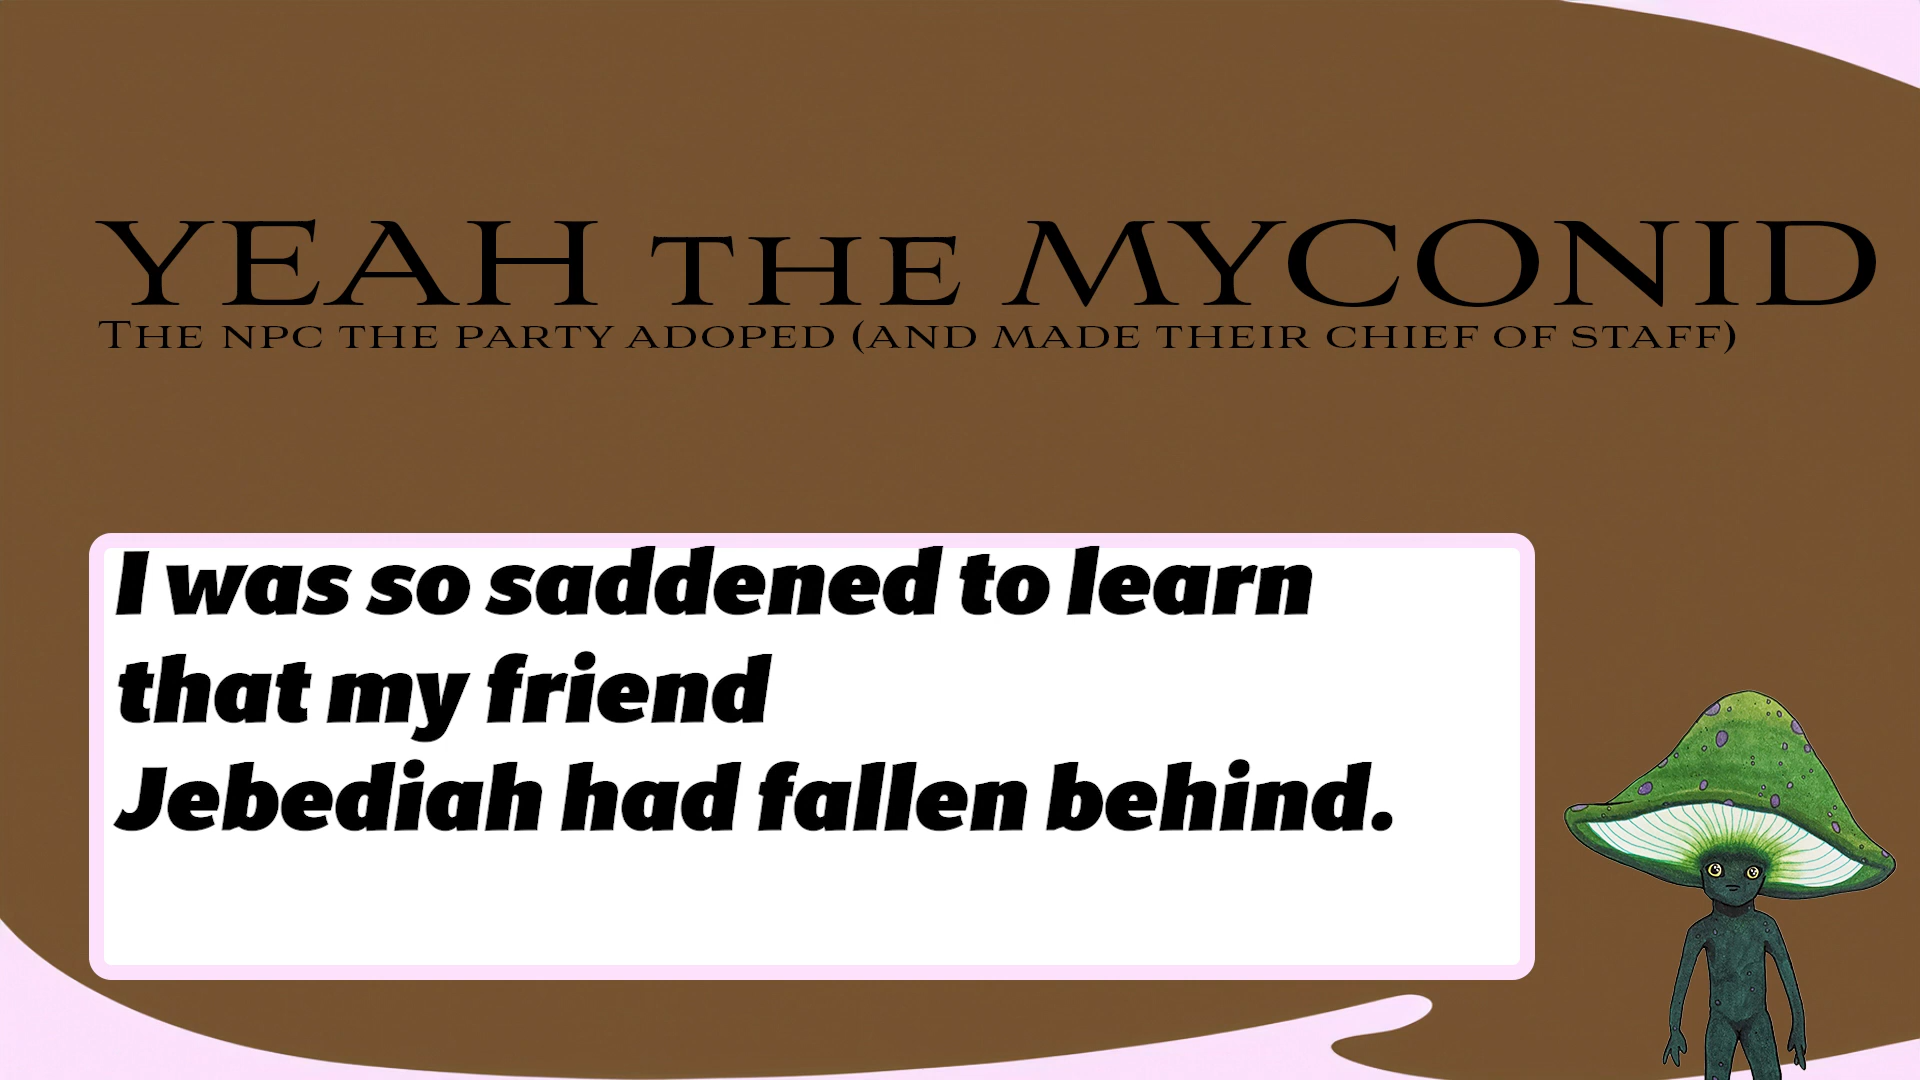 YEAH THE MYCONID
THE NPC THE PARTY ADOPED (AND MADE THEIR CHIEF OF STAFF)
I was so saddened to learn
that my friend
Jebediah had fallen behind.